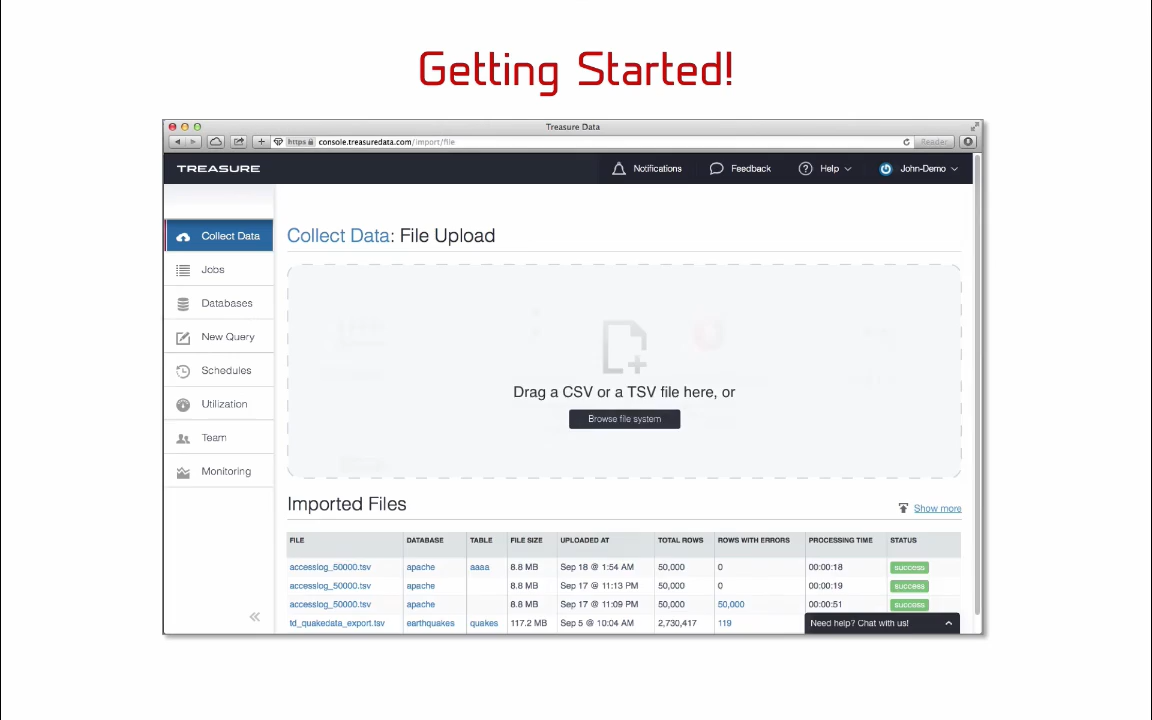 Getting Started!
Treasure Data
https console.treasuredata.com/import/file Reader
TREASURE Notifications Feedback ? Help John-Demo
Collect Data
Jobs
Databases
New Query
Schedules
Utilization
Team
Monitoring
Collect Data: File Upload
Drag a CSV or a TSV file here, or
Browse file system
Imported Files Show more
FILE DATABASE TABLE FILE SIZE UPLOADED AT TOTAL ROWS ROWS WITH ERRORS PROCESSING TIME STATUS
accesslog_50000.tsv apache aaaa 8.8 MB Sep 18 @ 1:54 AM 50,000 0 00:00:18 success
accesslog_50000.tsv apache 8.8 MB Sep 17 @ 11:13 PM 50,000 0 00:00:19 success
accesslog_50000.tsv apache 8.8 MB Sep 17 @ 11:09 PM 50,000 50,000 00:00:51 success
td_quakedata_export.tsv earthquakes quakes 117.2 MB Sep 5 @ 10:04 AM 2,730,417 119
Need help? Chat with us!